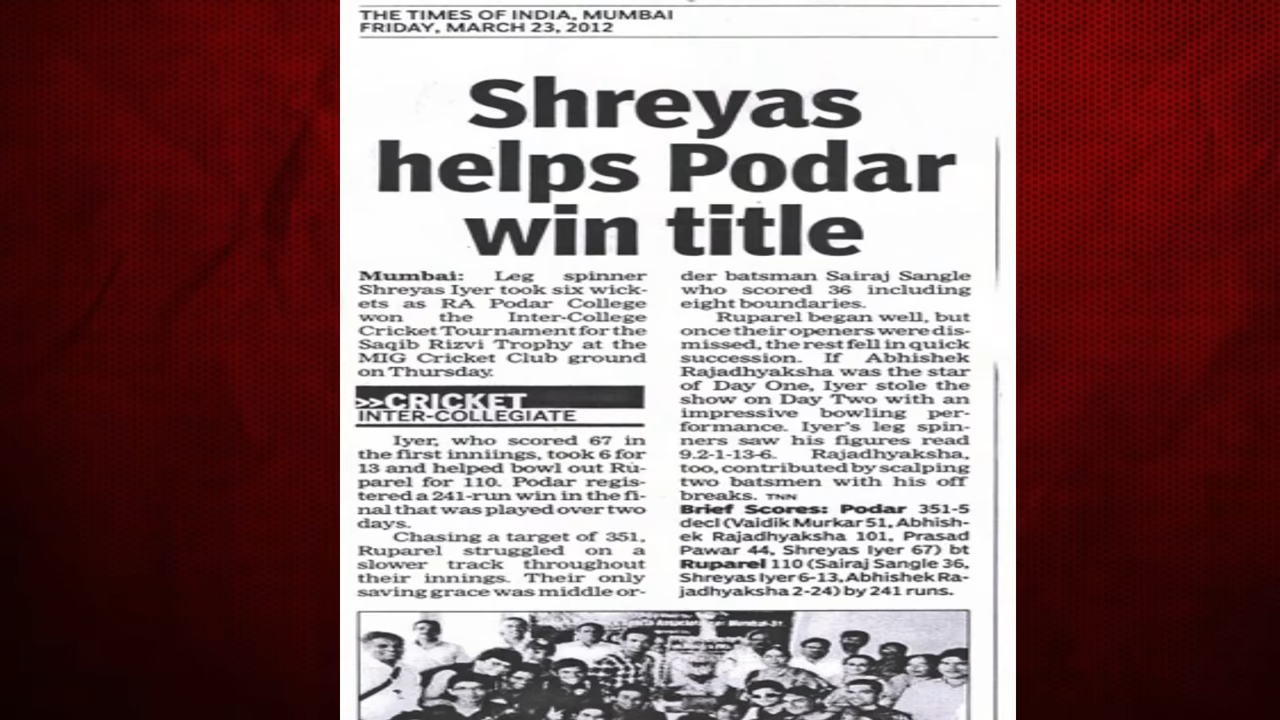 THE TIMES OF INDIA, MUMBAI
FRIDAY, MARCH 23, 2012
Shreyas
helps Podar
win title
Mumbai: Leg spinner
Shreyas Iyer took six wick-
ets as RA Podar College
won the Inter-College
Cricket Tournament for the
Saqib Rizvi Trophy at the
MIG Cricket Club ground
on Thursday.
>>CRICKET
INTER-COLLEGIATE
Iyer, who scored 67 in
the first inniings, took 6 for
13 and helped bowl out Ru-
parel for 110. Podar regis-
tered a 241-run win in the fi-
nal that was played over two
days.
Chasing a target of 351,
Ruparel struggled on a
slower track throughout
their innings. Their only
saving grace was middle or-
der batsman Sairaj Sangle
who scored 36 including
eight boundaries.
Ruparel began well, but
once their openers were dis-
missed, the rest fell in quick
succession. If Abhishek
Rajadhyaksha was the star
of Day One, Iyer stole the
show on Day Two with an
impressive bowling per-
formance. Iyer's leg spin-
ners saw his figures read
9.2-1-13-6. Rajadhyaksha,
too, contributed by scalping
two batsmen with his off
breaks. TNN
Brief Scores: Podar 351-5
decl (Vaidik Murkar 51, Abhish-
ek Rajadhyaksha 101, Prasad
Pawar 44, Shreyas Iyer 67) bt
Ruparel 110 (Sairaj Sangle 36,
Shreyas Iyer 6-13, Abhishek Ra-
jadhyaksha 2-24) by 241 runs.